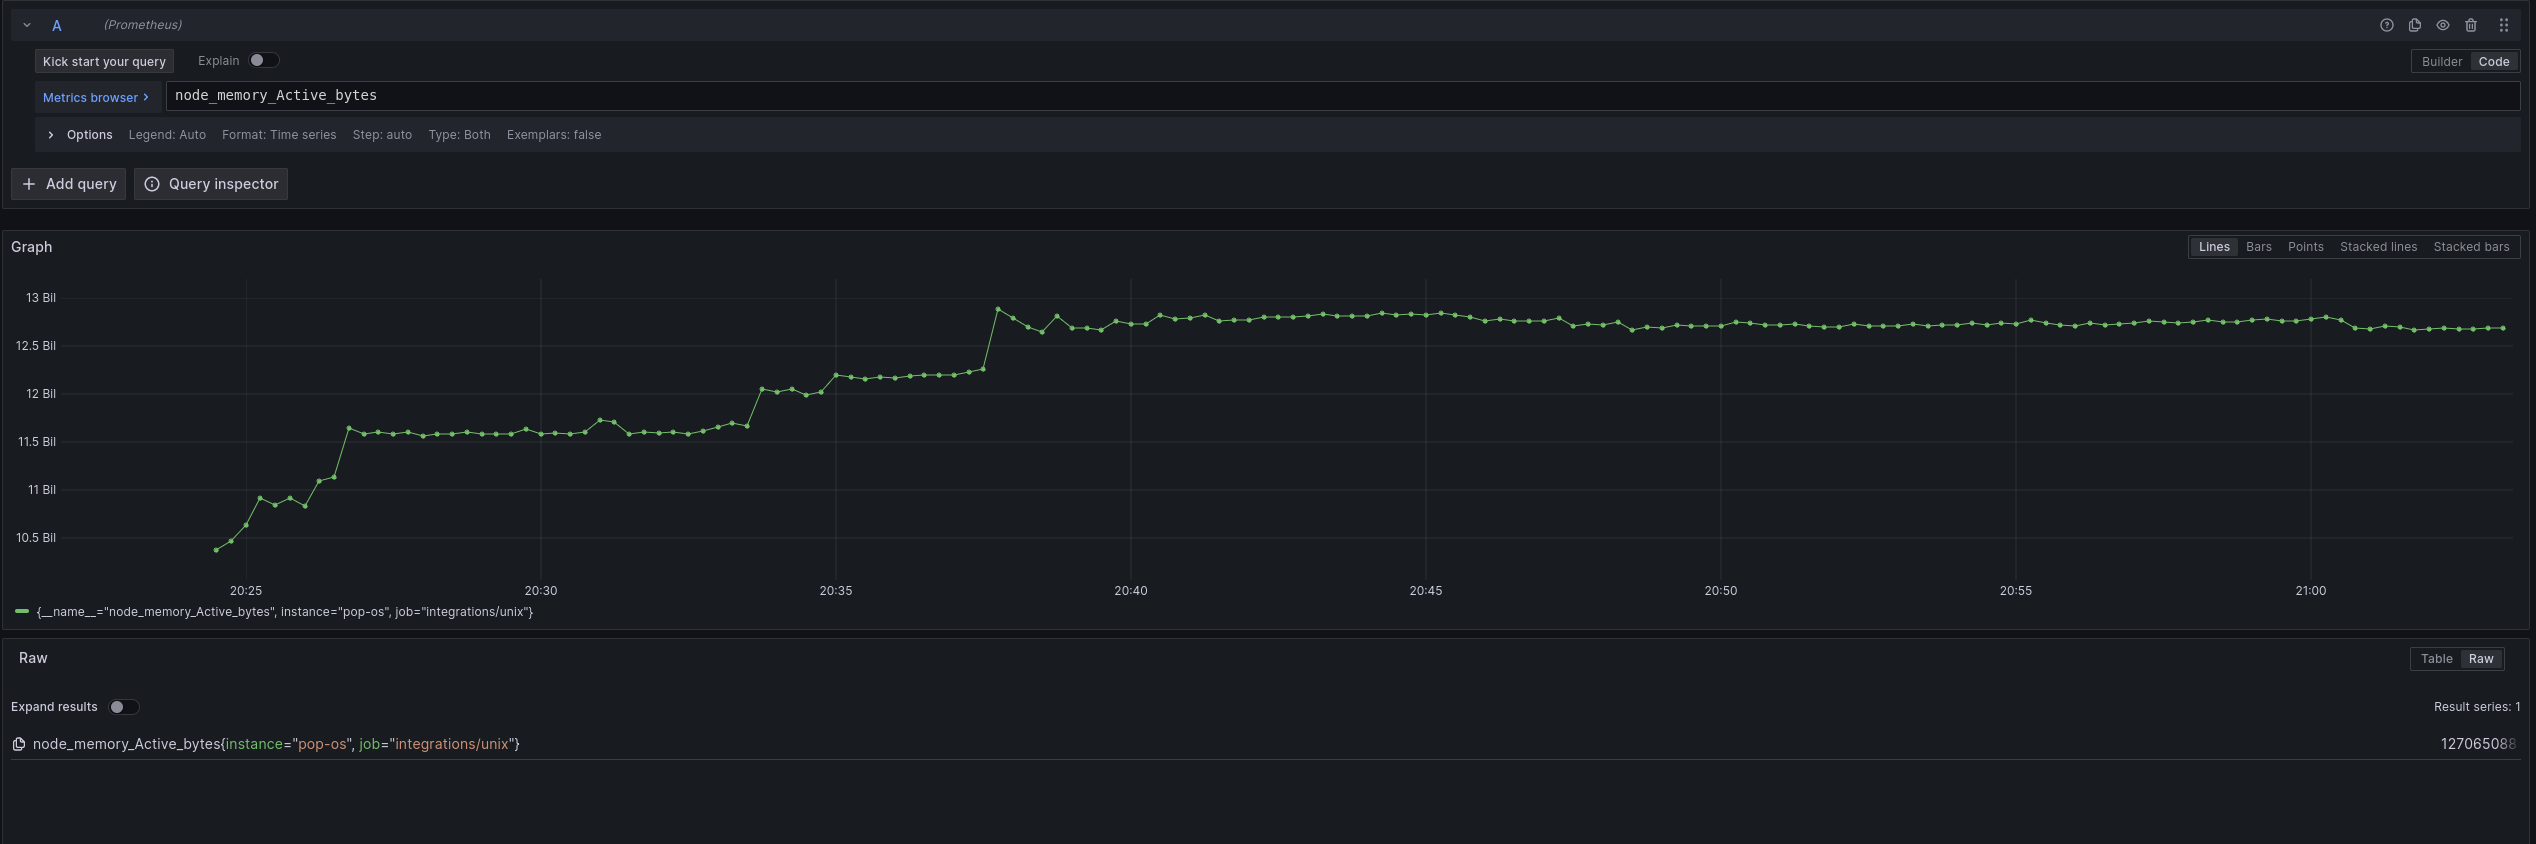 A (Prometheus)
Kick start your query Explain Builder Code
Metrics browser > node_memory_Active_bytes
> Options Legend: Auto Format: Time series Step: auto Type: Both Exemplars: false
+ Add query Query inspector
Graph Lines Bars Points Stacked lines Stacked bars
13 Bil
12.5 Bil
12 Bil
11.5 Bil
11 Bil
10.5 Bil
20:25 20:30 20:35 20:40 20:45 20:50 20:55 21:00
{__name__="node_memory_Active_bytes", instance="pop-os", job="integrations/unix"}
Raw Table Raw
Expand results Result series: 1
node_memory_Active_bytes{instance="pop-os", job="integrations/unix"} 127065088